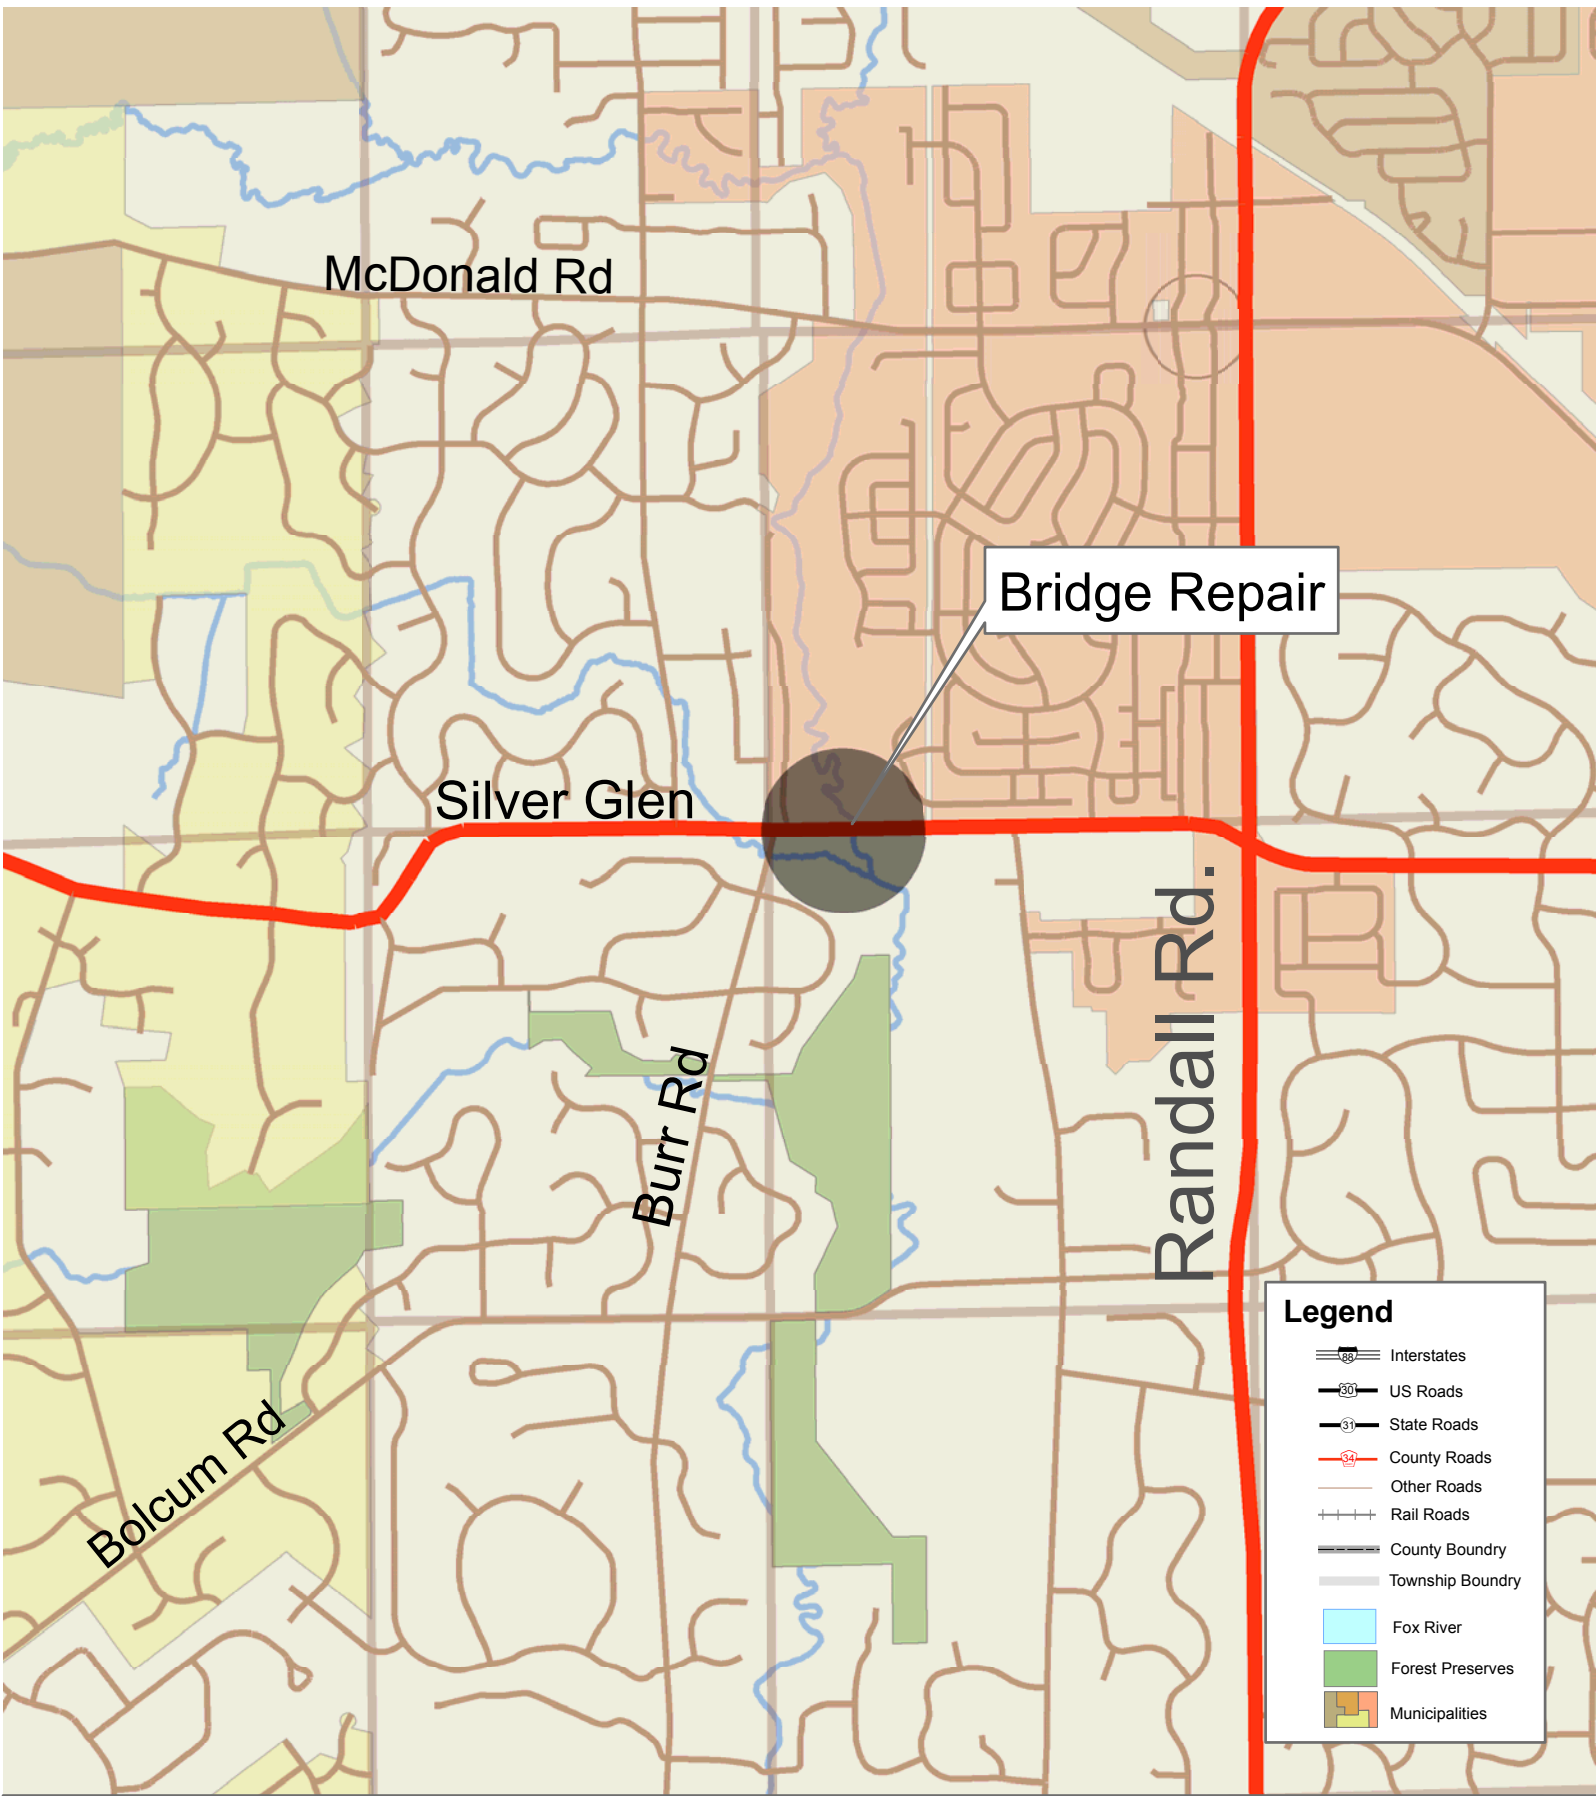 McDonald Rd
Bridge Repair
Silver Glen
Randall Rd.
Burr Rd
Bolcum Rd
Legend
88 Interstates
30 US Roads
31 State Roads
34 County Roads
Other Roads
Rail Roads
County Boundry
Township Boundry
Fox River
Forest Preserves
Municipalities